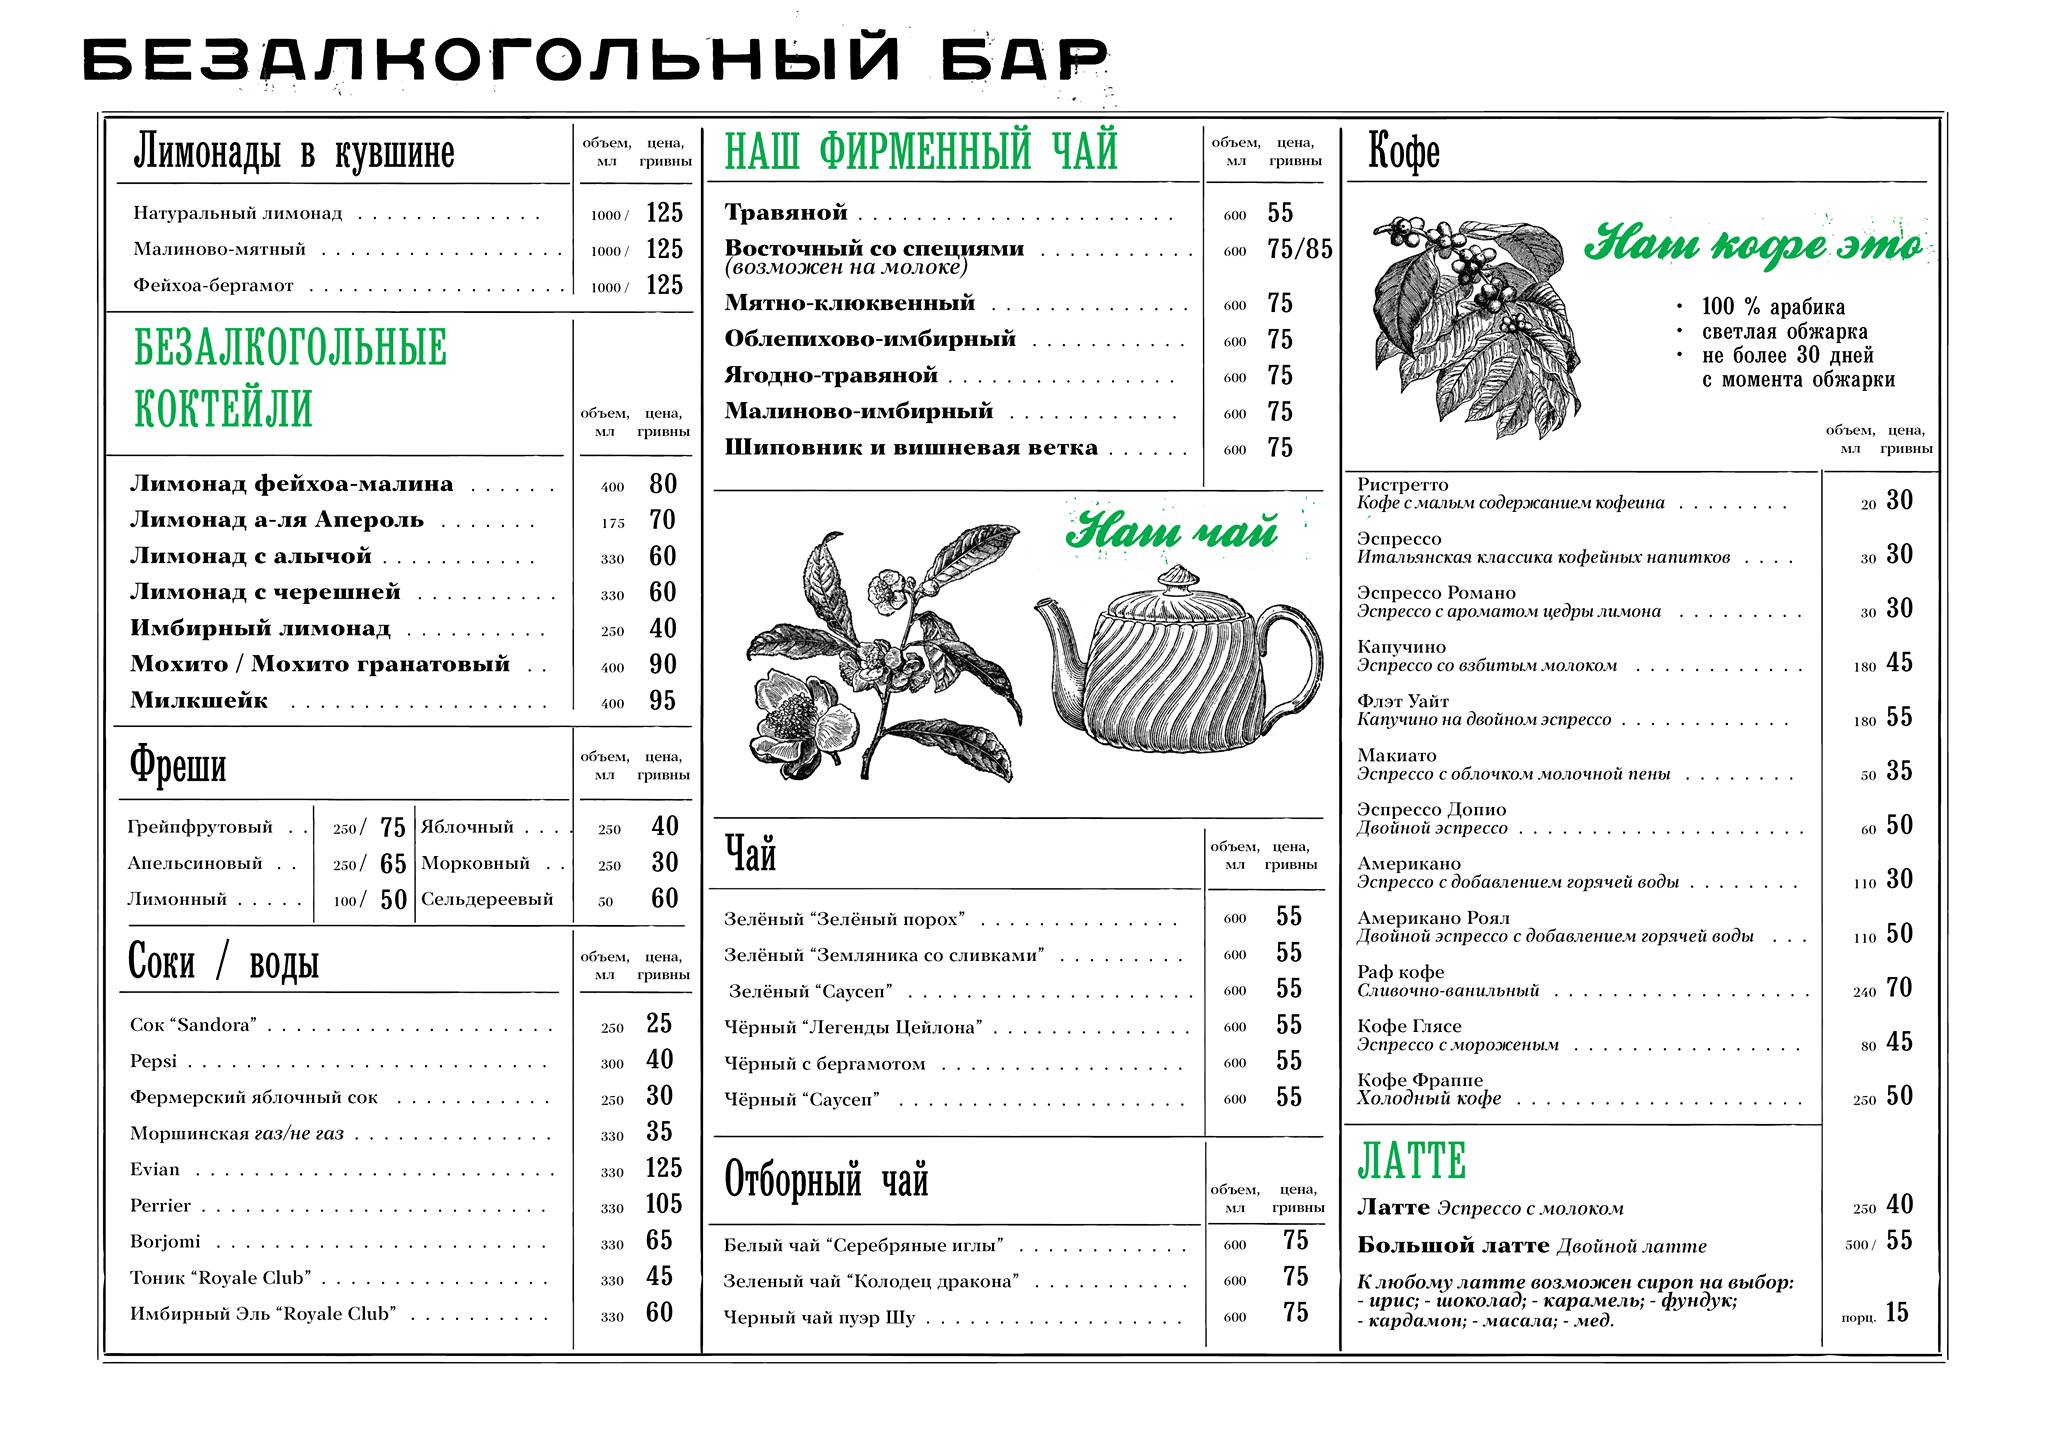 БЕЗАЛКОГОЛЬНЫЙ БАР
Лимонады в кувшине
объем, мл
цена, гривны
Натуральный лимонад . . . . . . . . . . . . . 1000 / 125
Малиново-мятный . . . . . . . . . . . . . . . . . 1000 / 125
Фейхоа-бергамот . . . . . . . . . . . . . . . . . . 1000 / 125
БЕЗАЛКОГОЛЬНЫЕ
КОКТЕЙЛИ
объем, мл
цена, гривны
Лимонад фейхоа-малина . . . . . . 400 80
Лимонад а-ля Апероль . . . . . . . 175 70
Лимонад с алычой . . . . . . . . . . . 330 60
Лимонад с черешней . . . . . . . . . . 330 60
Имбирный лимонад . . . . . . . . . . 250 40
Мохито / Мохито гранатовый . . 400 90
Милкшейк . . . . . . . . . . . . . . . . . . 400 95
Фреши
объем, мл
цена, гривны
Грейпфрутовый . . 250 / 75
Апельсиновый . . 250 / 65
Лимонный . . . . . 100 / 50
Яблочный . . . . 250 40
Морковный . . 250 30
Сельдереевый 50 60
Соки / воды
объем, мл
цена, гривны
Сок “Sandora” . . . . . . . . . . . . . . . . . . . . 250 25
Pepsi . . . . . . . . . . . . . . . . . . . . . . . . . 300 40
Фермерский яблочный сок . . . . . . . . . . . 250 30
Моршинская газ/не газ . . . . . . . . . . . . . . 330 35
Evian . . . . . . . . . . . . . . . . . . . . . . . . . 330 125
Perrier . . . . . . . . . . . . . . . . . . . . . . . . 330 105
Borjomi . . . . . . . . . . . . . . . . . . . . . . . 330 65
Тоник “Royale Club” . . . . . . . . . . . . . . . . 330 45
Имбирный Эль “Royale Club” . . . . . . . . . . 330 60
НАШ ФИРМЕННЫЙ ЧАЙ
объем, мл
цена, гривны
Травяной . . . . . . . . . . . . . . . . . . . . . . 600 55
Восточный со специями . . . . . . . . . . . 600 75/85
(возможен на молоке)
Мятно-клюквенный . . . . . . . . . . . . . . 600 75
Облепихово-имбирный . . . . . . . . . . . 600 75
Ягодно-травяной . . . . . . . . . . . . . . . . 600 75
Малиново-имбирный . . . . . . . . . . . . 600 75
Шиповник и вишневая ветка . . . . . . 600 75
Наш чай
Чай
объем, мл
цена, гривны
Зелёный “Зелёный порох” . . . . . . . . . . . . . . 600 55
Зелёный “Земляника со сливками” . . . . . . . . . 600 55
Зелёный “Саусеп” . . . . . . . . . . . . . . . . . . . . 600 55
Чёрный “Легенды Цейлона” . . . . . . . . . . . . . . 600 55
Чёрный с бергамотом . . . . . . . . . . . . . . . . . 600 55
Чёрный “Саусеп” . . . . . . . . . . . . . . . . . . . . 600 55
Отборный чай
объем, мл
цена, гривны
Белый чай “Серебряные иглы” . . . . . . . . . . . . 600 75
Зеленый чай “Колодец дракона” . . . . . . . . . . . 600 75
Черный чай пуэр Шу . . . . . . . . . . . . . . . . . . 600 75
Кофе
Наш кофе это
• 100 % арабика
• светлая обжарка
• не более 30 дней
с момента обжарки
объем, мл
цена, гривны
Ристретто
Кофе с малым содержанием кофеина . . . . . . . . 20 30
Эспрессо
Итальянская классика кофейных напитков . . . . 30 30
Эспрессо Романо
Эспрессо с ароматом цедры лимона . . . . . . . . . 30 30
Капучино
Эспрессо со взбитым молоком . . . . . . . . . . . . 180 45
Флэт Уайт
Капучино на двойном эспрессо . . . . . . . . . . . . 180 55
Макиато
Эспрессо с облочком молочной пены . . . . . . . . 50 35
Эспрессо Допио
Двойной эспрессо . . . . . . . . . . . . . . . . . . . . 60 50
Американо
Эспрессо с добавлением горячей воды . . . . . . . . 110 30
Американо Роял
Двойной эспрессо с добавлением горячей воды . . . 110 50
Раф кофе
Сливочно-ванильный . . . . . . . . . . . . . . . . . . 240 70
Кофе Глясе
Эспрессо с мороженым . . . . . . . . . . . . . . . . 80 45
Кофе Фраппе
Холодный кофе . . . . . . . . . . . . . . . . . . . . 250 50
ЛАТТЕ
Латте Эспрессо с молоком 250 40
Большой латте Двойной латте 500 / 55
К любому латте возможен сироп на выбор:
- ирис; - шоколад; - карамель; - фундук;
- кардамон; - масала; - мед. порц. 15